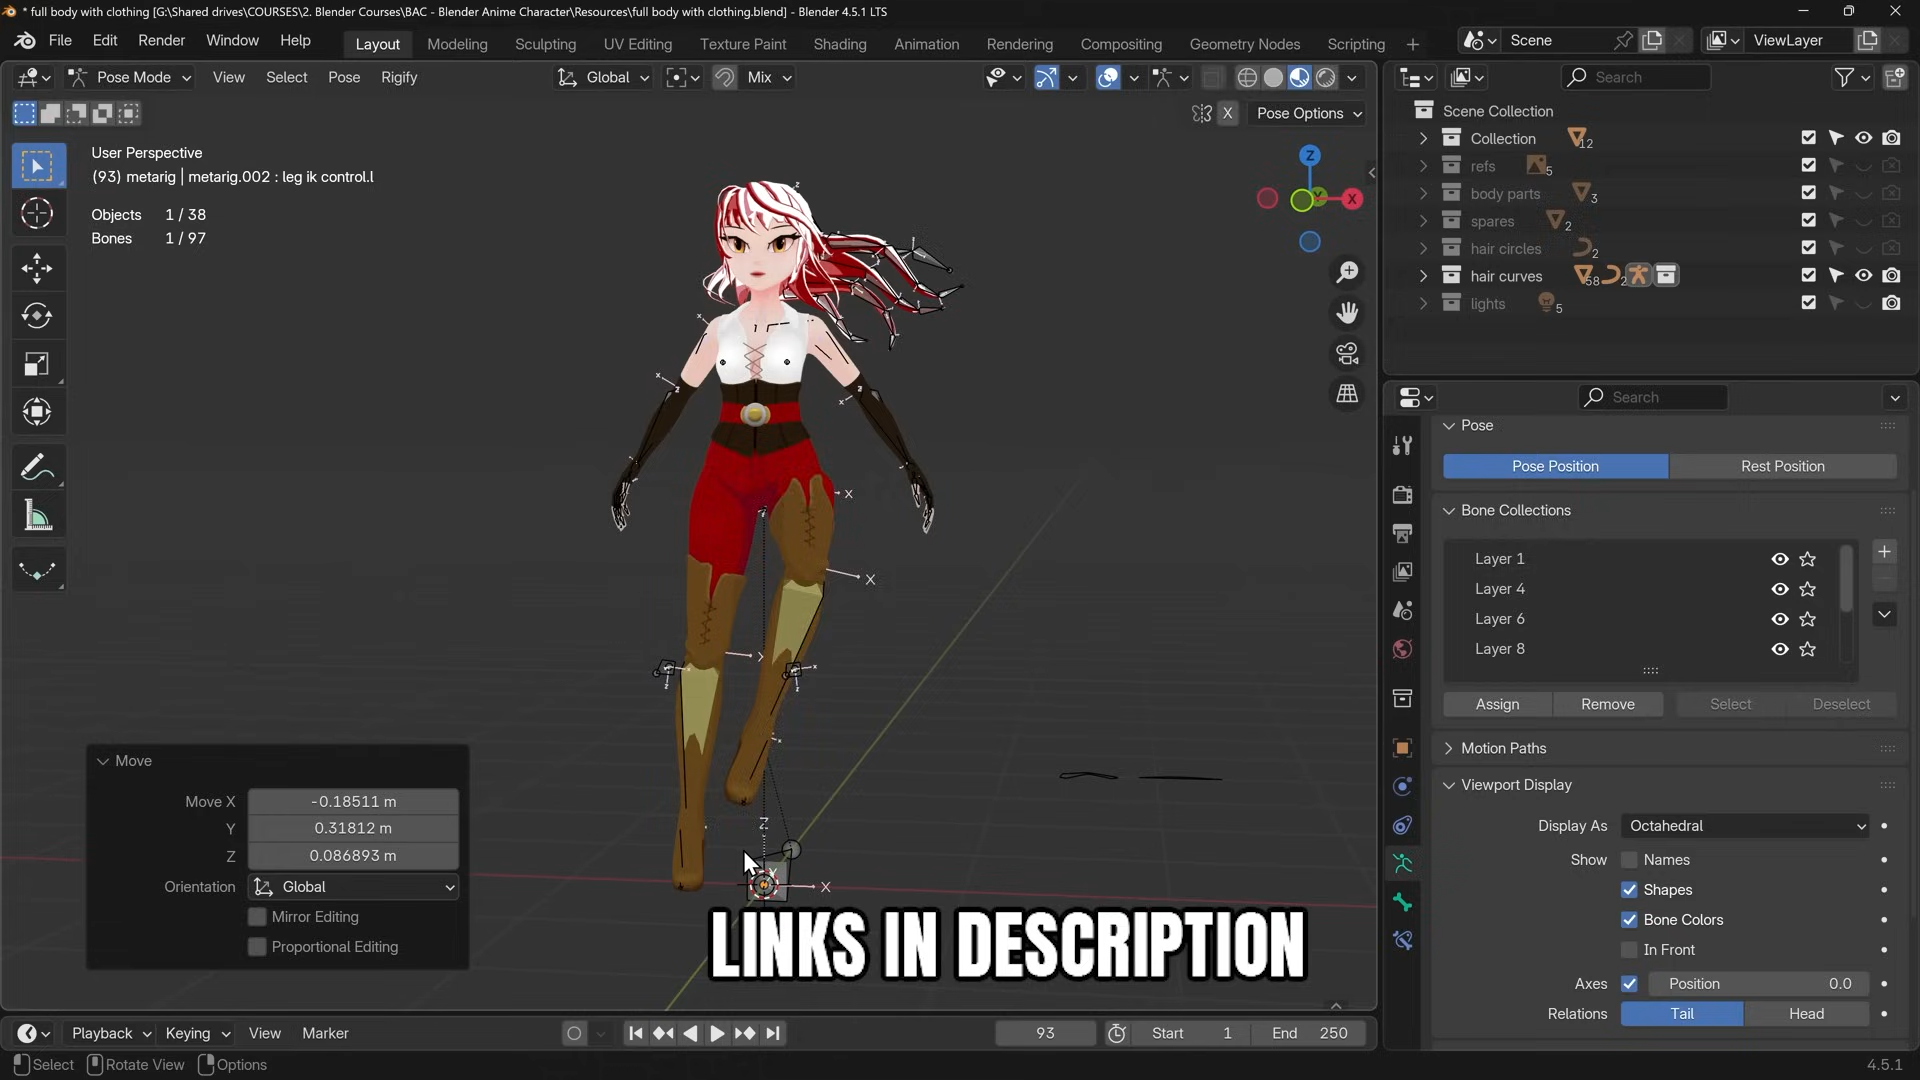 * full body with clothing [G:\Shared drives\COURSES\2. Blender Courses\BAC - Blender Anime Character\Resources\full body with clothing.blend] - Blender 4.5.1 LTS
File Edit Render Window Help Layout Modeling Sculpting UV Editing Texture Paint Shading Animation Rendering Compositing Geometry Nodes Scripting + Scene ViewLayer
Pose Mode View Select Pose Rigify Global Mix Search
X Pose Options
Scene Collection
User Perspective
(93) metarig | metarig.002 : leg ik control.l
Objects 1 / 38
Bones 1 / 97
Collection 12
refs 5
body parts 3
spares 2
hair circles 2
hair curves 58 2
lights 5
Z
X
Search
Pose
Pose Position Rest Position
Bone Collections
Layer 1
Layer 4
Layer 6
Layer 8
Assign Remove Select Deselect
Motion Paths
Viewport Display
Display As Octahedral
Show Names
Shapes
Bone Colors
In Front
Axes Position 0.0
Relations Tail Head
X
X
Z
X
Move
Move X -0.18511 m
Y 0.31812 m
Z 0.086893 m
Orientation Global
Mirror Editing
Proportional Editing
LINKS IN DESCRIPTION
Playback Keying View Marker 93 Start 1 End 250
Select Rotate View Options 4.5.1